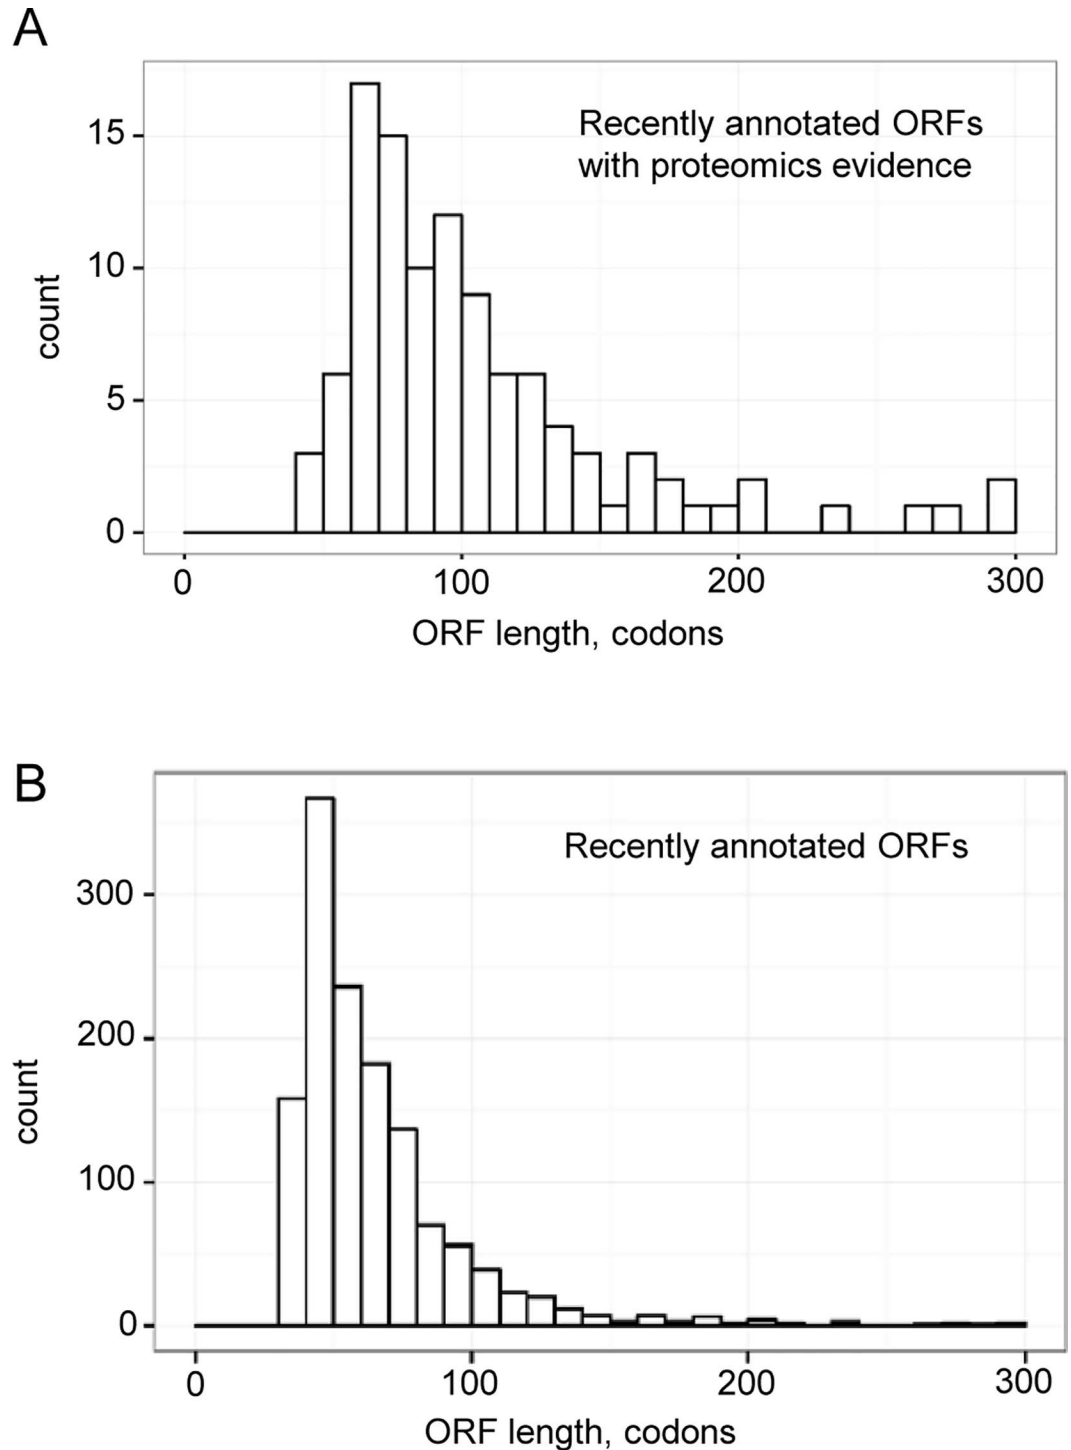 A
Recently annotated ORFs
with proteomics evidence
15
10
5
0
count
0 100 200 300
ORF length, codons
B
Recently annotated ORFs
300
200
100
0
count
0 100 200 300
ORF length, codons